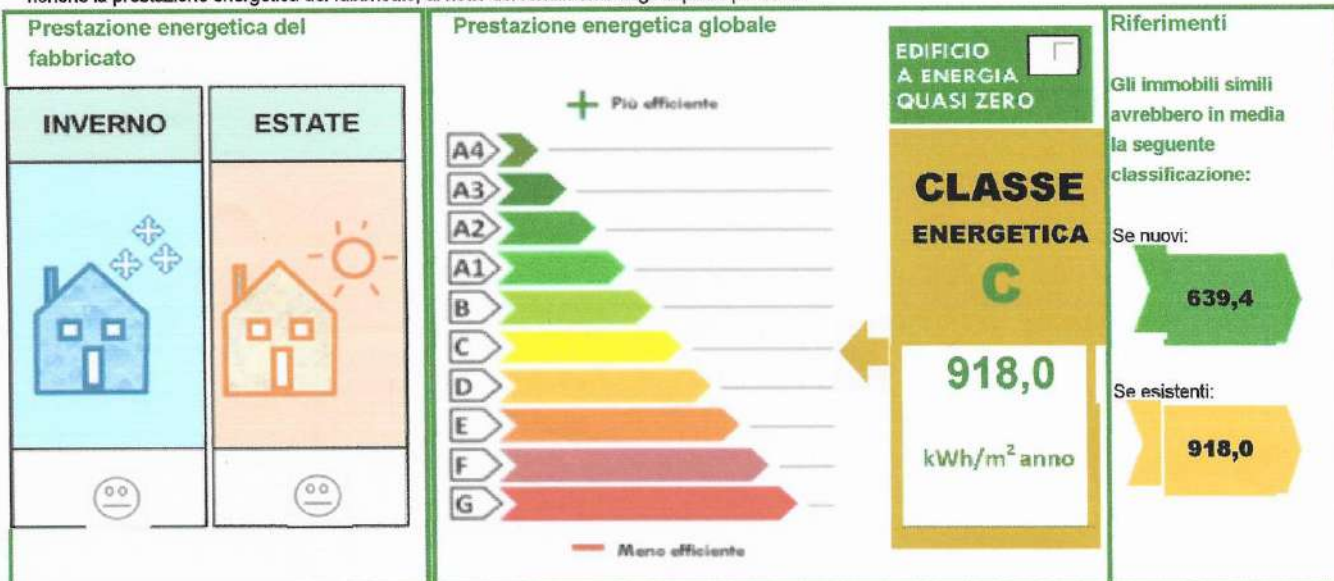 Prestazione energetica del
fabbricato
INVERNO
ESTATE
Prestazione energetica globale
+ Più efficiente
A4
A3
A2
A1
B
C
D
E
F
G
— Meno efficiente
EDIFICIO
A ENERGIA
QUASI ZERO
CLASSE
ENERGETICA
C
918,0
kWh/m² anno
Riferimenti
Gli immobili simili
avrebbero in media
la seguente
classificazione:
Se nuovi:
639,4
Se esistenti:
918,0